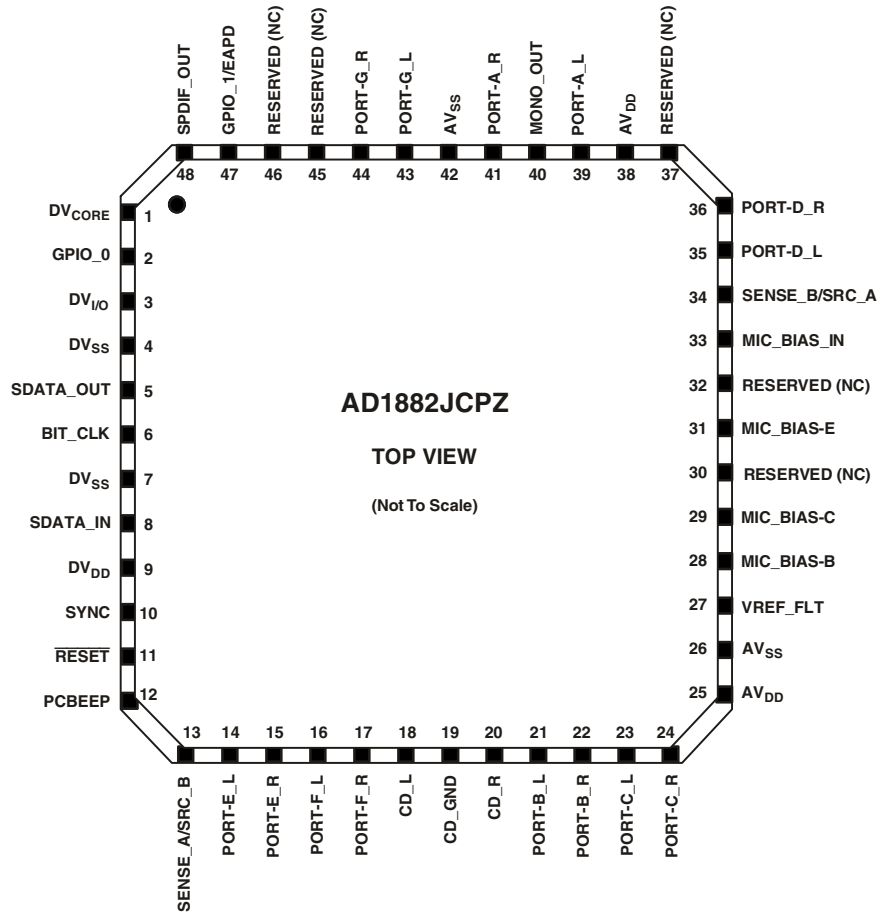 SPDIF_OUT
GPIO_1/EAPD
RESERVED (NC)
RESERVED (NC)
PORT-G_R
PORT-G_L
AVSS
PORT-A_R
MONO_OUT
PORT-A_L
AVDD
RESERVED (NC)
48 47 46 45 44 43 42 41 40 39 38 37
DVCORE 1
GPIO_0 2
DVI/O 3
DVSS 4
SDATA_OUT 5
BIT_CLK 6
DVSS 7
SDATA_IN 8
DVDD 9
SYNC 10
RESET 11
PCBEEP 12
AD1882JCPZ
TOP VIEW
(Not To Scale)
36 PORT-D_R
35 PORT-D_L
34 SENSE_B/SRC_A
33 MIC_BIAS_IN
32 RESERVED (NC)
31 MIC_BIAS-E
30 RESERVED (NC)
29 MIC_BIAS-C
28 MIC_BIAS-B
27 VREF_FLT
26 AVSS
25 AVDD
13 14 15 16 17 18 19 20 21 22 23 24
SENSE_A/SRC_B
PORT-E_L
PORT-E_R
PORT-F_L
PORT-F_R
CD_L
CD_GND
CD_R
PORT-B_L
PORT-B_R
PORT-C_L
PORT-C_R